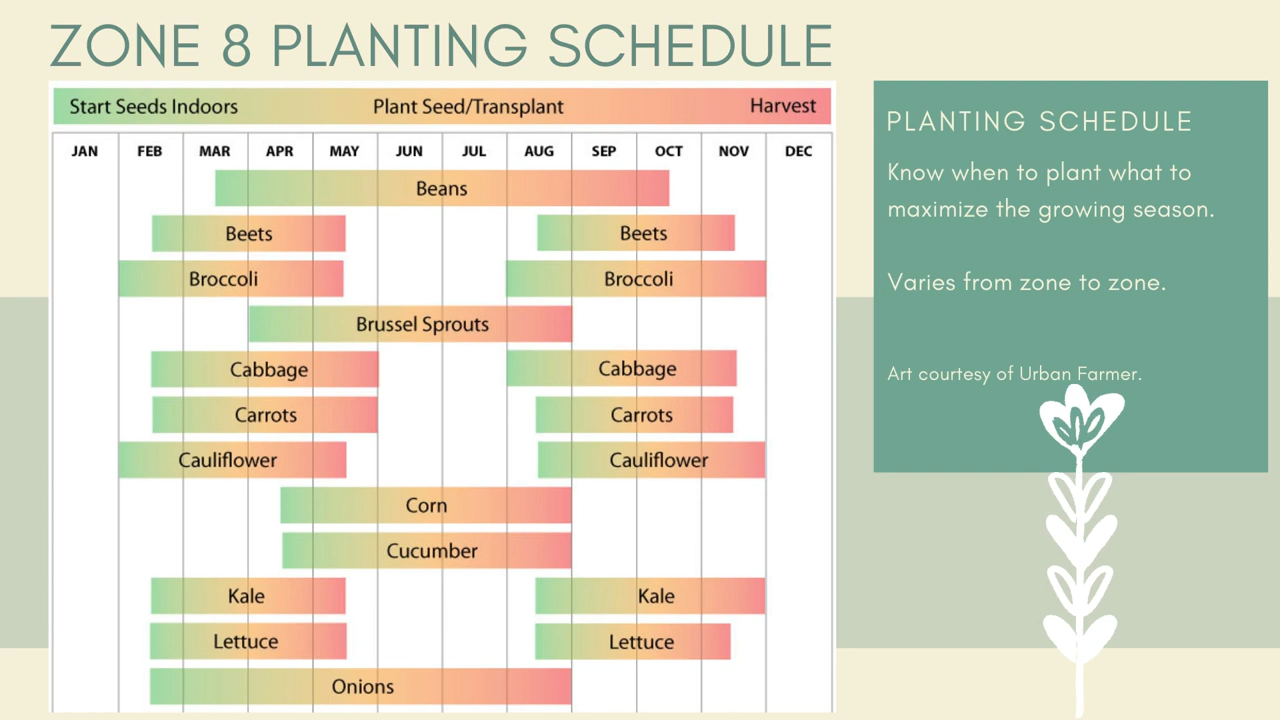 ZONE 8 PLANTING SCHEDULE
Start Seeds Indoors Plant Seed/Transplant Harvest
JAN FEB MAR APR MAY JUN JUL AUG SEP OCT NOV DEC
Beans
Beets Beets
Broccoli Broccoli
Brussel Sprouts
Cabbage Cabbage
Carrots Carrots
Cauliflower Cauliflower
Corn
Cucumber
Kale Kale
Lettuce Lettuce
Onions
PLANTING SCHEDULE
Know when to plant what to
maximize the growing season.
Varies from zone to zone.
Art courtesy of Urban Farmer.